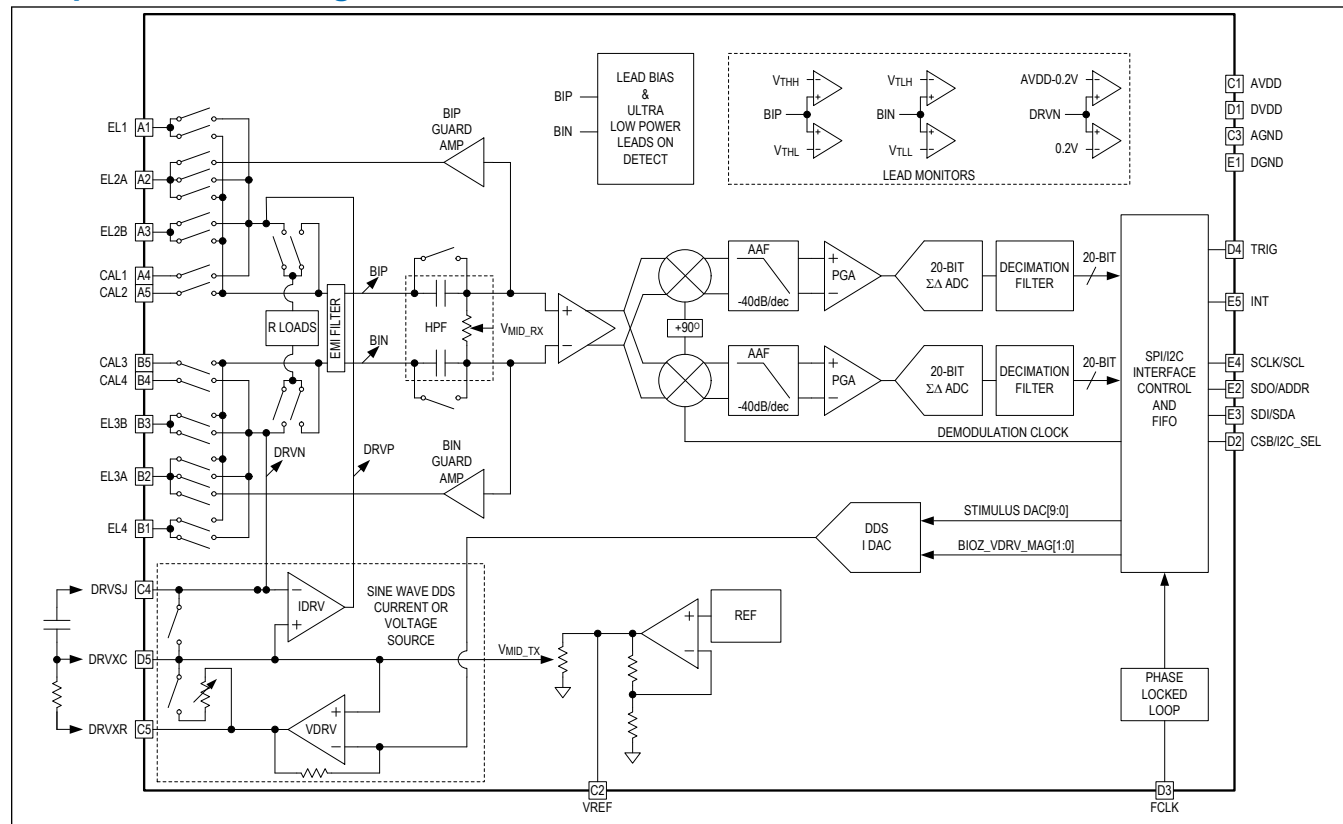 LEAD BIAS
&
ULTRA
LOW POWER
LEADS ON
DETECT
BIP
BIN
VTHH
BIP
VTHL
VTLH
BIN
VTLL
AVDD-0.2V
DRVN
0.2V
LEAD MONITORS
C1 AVDD
D1 DVDD
C3 AGND
E1 DGND
EL1 A1
EL2A A2
EL2B A3
CAL1 A4
CAL2 A5
CAL3 B5
CAL4 B4
EL3B B3
EL3A B2
EL4 B1
BIP
GUARD
AMP
R LOADS
EMI FILTER
BIP
BIN
HPF
VMID_RX
DRVN
DRVP
BIN
GUARD
AMP
+
−
+90º
AAF
-40dB/dec
+
PGA
−
20-BIT
ΣΔ ADC
DECIMATION
FILTER
20-BIT
AAF
-40dB/dec
+
PGA
−
20-BIT
ΣΔ ADC
DECIMATION
FILTER
20-BIT
DEMODULATION CLOCK
SPI/I2C
INTERFACE
CONTROL
AND
FIFO
D4 TRIG
E5 INT
E4 SCLK/SCL
E2 SDO/ADDR
E3 SDI/SDA
D2 CSB/I2C_SEL
DDS
I DAC
STIMULUS DAC[9:0]
BIOZ_VDRV_MAG[1:0]
DRVSJ C4
DRVXC D5
DRVXR C5
−
IDRV
+
SINE WAVE DDS
CURRENT OR
VOLTAGE
SOURCE
+
VDRV
−
VMID_TX
+
−
REF
PHASE
LOCKED
LOOP
C2
VREF
D3
FCLK